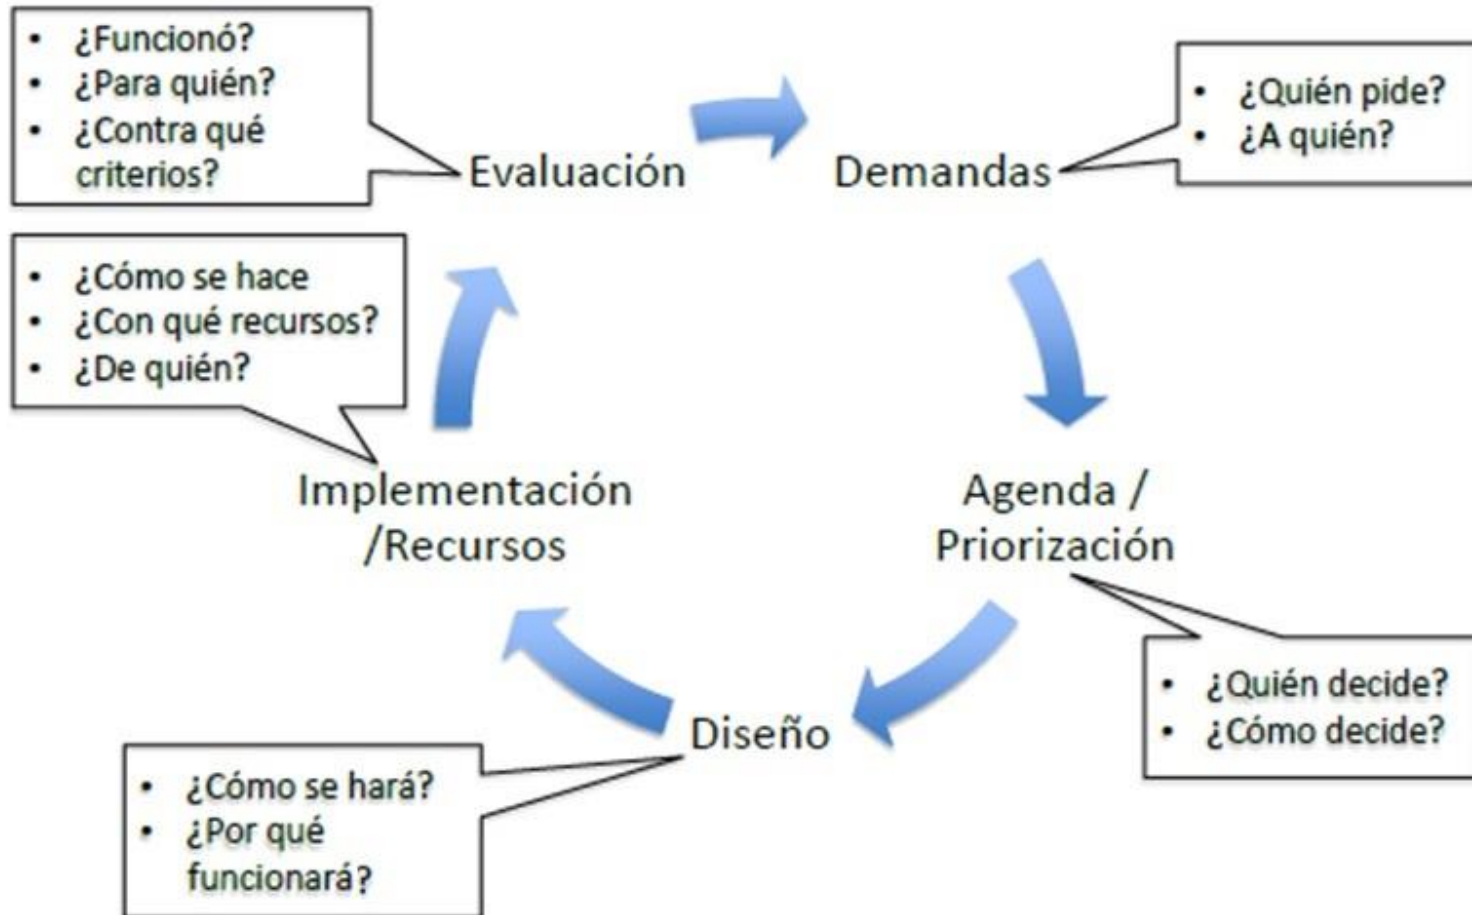 • ¿Funcionó?
• ¿Para quién?
• ¿Contra qué
criterios?
Evaluación
Demandas
• ¿Quién pide?
• ¿A quién?
• ¿Cómo se hace
• ¿Con qué recursos?
• ¿De quién?
Implementación
/Recursos
Agenda /
Priorización
• ¿Quién decide?
• ¿Cómo decide?
Diseño
• ¿Cómo se hará?
• ¿Por qué
funcionará?